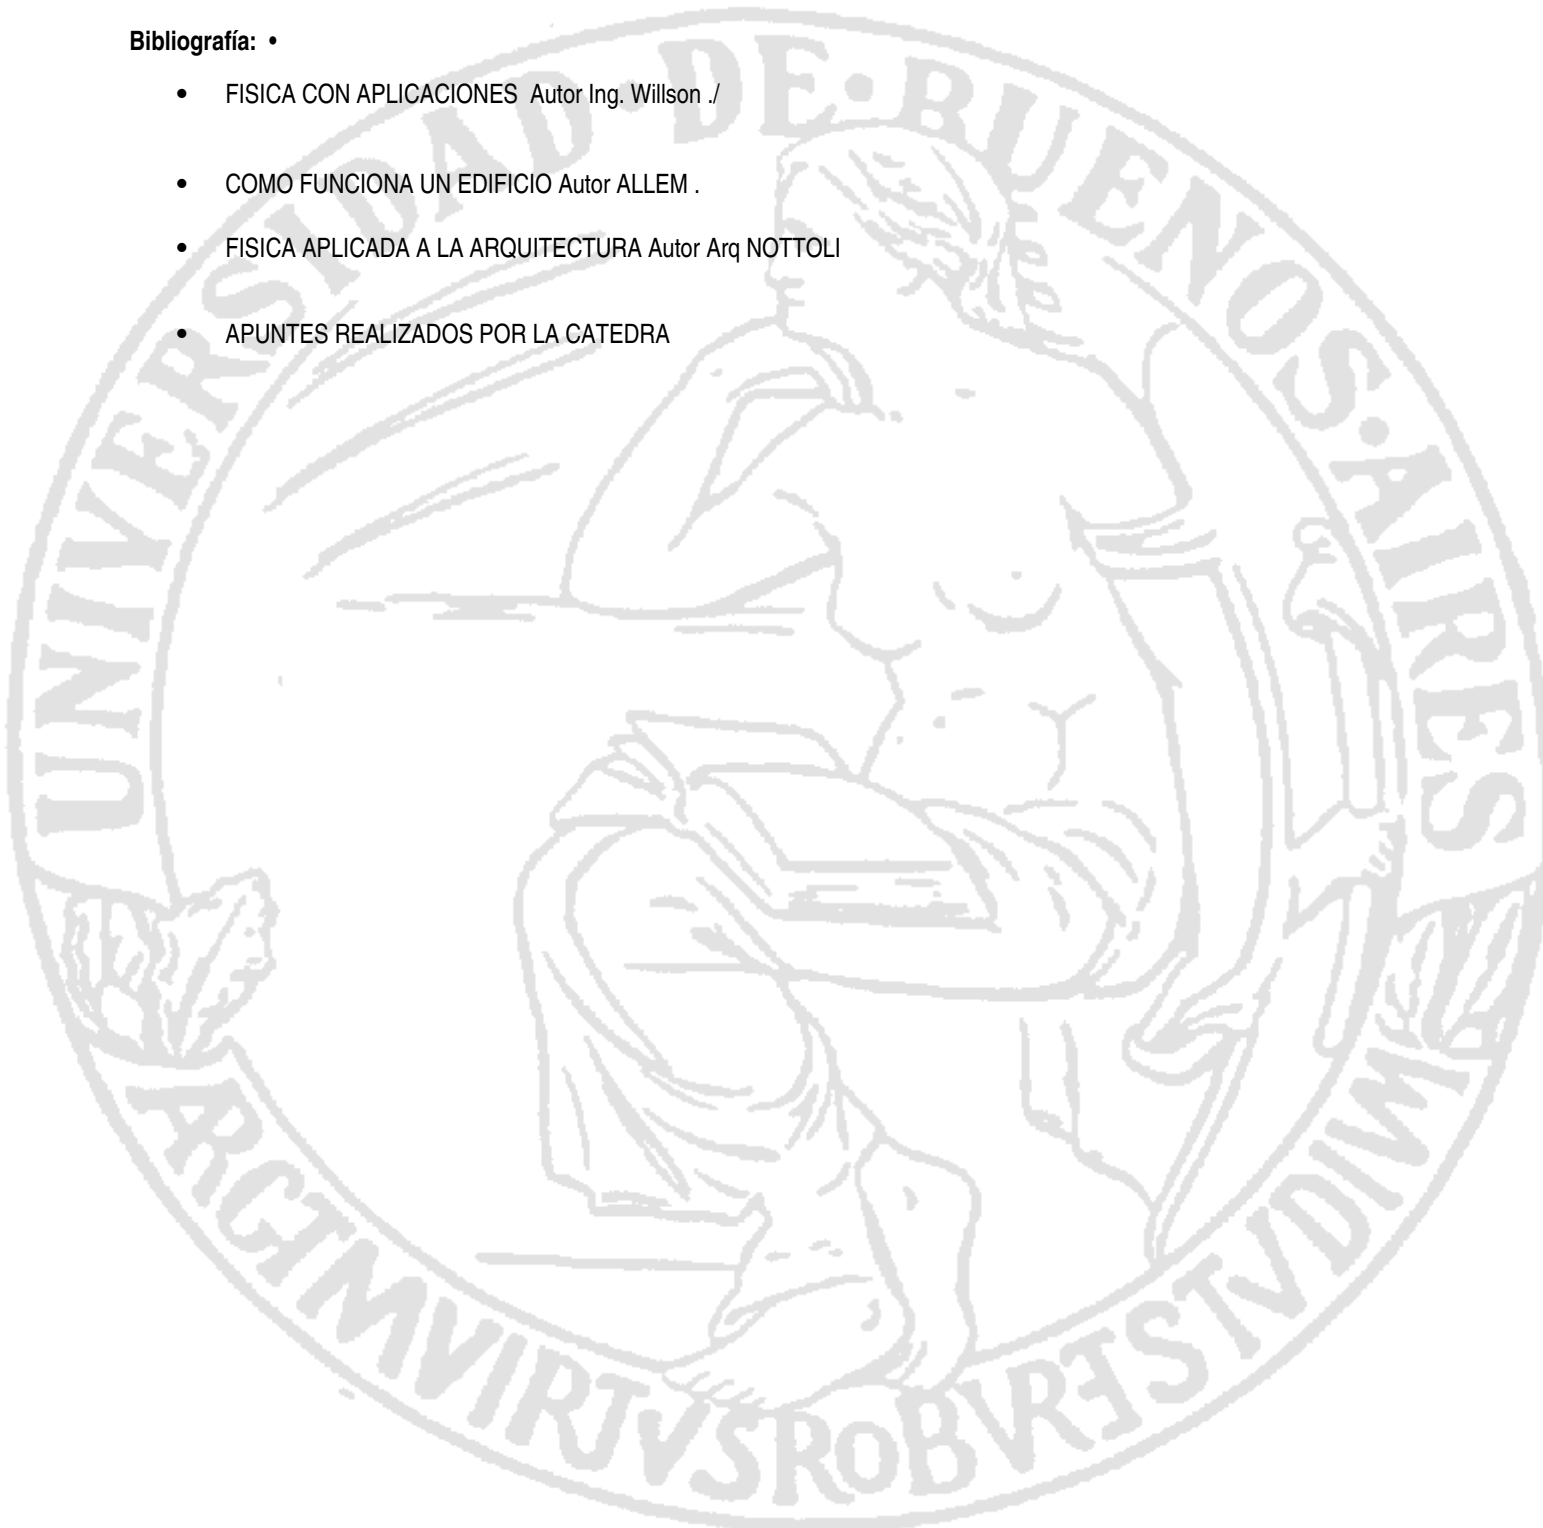 Bibliografía: •
• FISICA CON APLICACIONES Autor Ing. Willson ./
• COMO FUNCIONA UN EDIFICIO Autor ALLEM .
• FISICA APLICADA A LA ARQUITECTURA Autor Arq NOTTOLI
• APUNTES REALIZADOS POR LA CATEDRA
UNIVERSIDAD • DE • BUENOS • AIRES
ARGTMVIRTVSROBVRETSTVDIVM